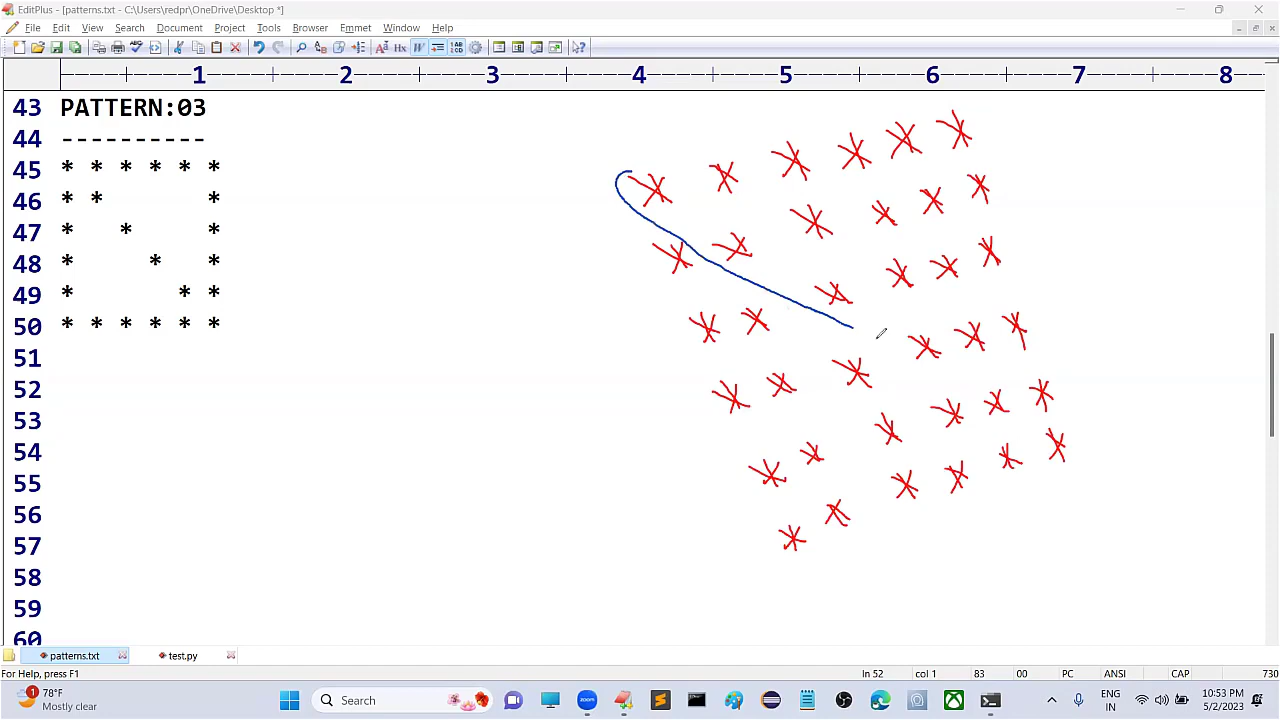 EditPlus - [patterns.txt - C:\Users\redpr\OneDrive\Desktop *]
File Edit View Search Document Project Tools Browser Emmet Window Help
----+----1----+----2----+----3----+----4----+----5----+----6----+----7----+----8--
43 PATTERN:03
44 ----------
45 * * * * * *
46 * *       *
47 *   *     *
48 *     *   *
49 *       * *
50 * * * * * *
51
52
53
54
55
56
57
58
59
60
patterns.txt test.py
For Help, press F1 ln 52 col 1 83 00 PC ANSI CAP 730
1 78°F Mostly clear Search ENG IN 10:53 PM 5/2/2023